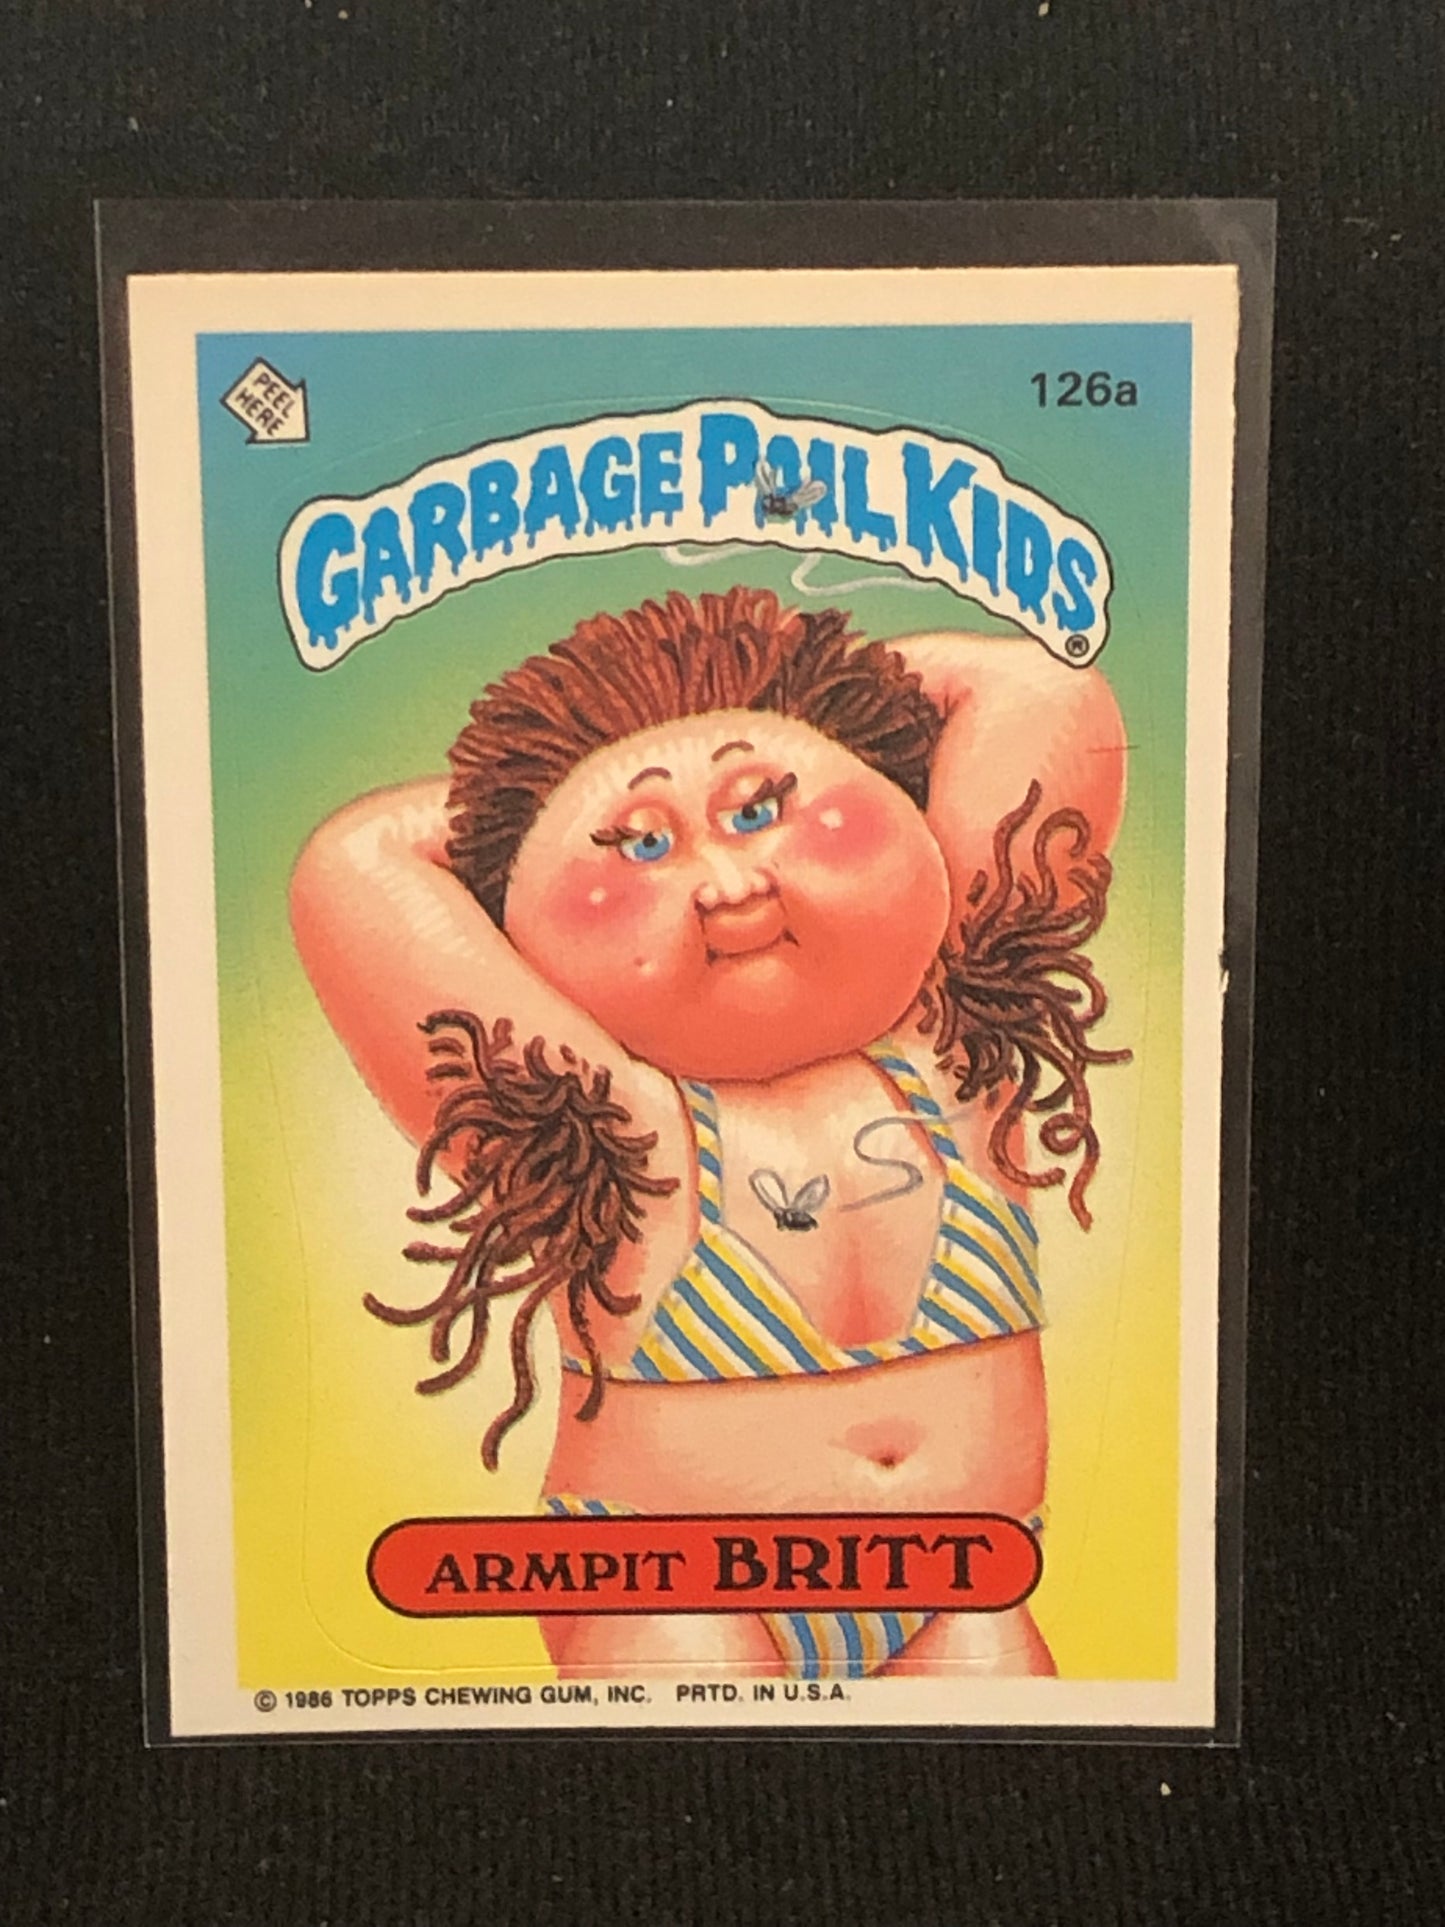 PEEL
HERE
126a
GARBAGE PAIL KIDS
®
ARMPIT BRITT
© 1986 TOPPS CHEWING GUM, INC. PRTD. IN U.S.A.